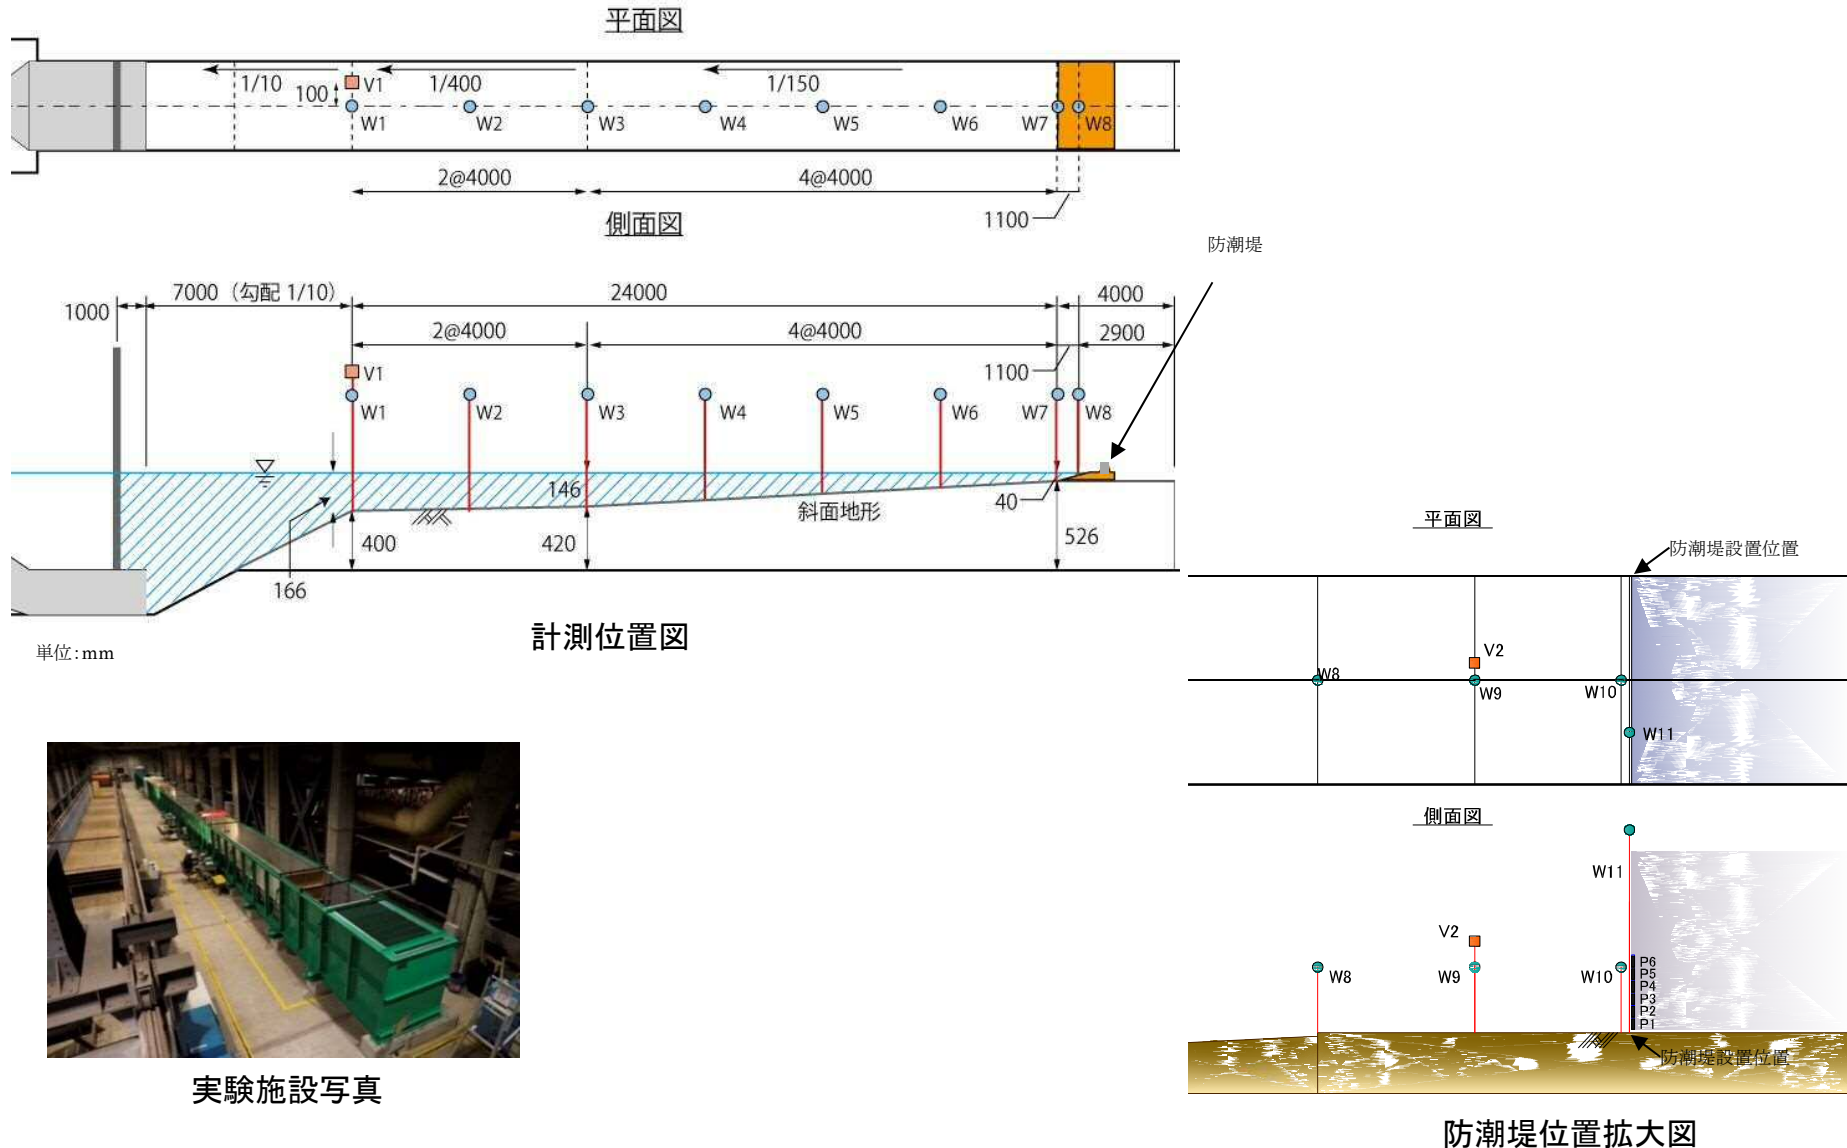 平面図
1/10
1/400
1/150
100
V1
W1
W2
W3
W4
W5
W6
W7
W8
2@4000
4@4000
1100
側面図
防潮堤
1000
7000（勾配 1/10）
24000
4000
2@4000
4@4000
2900
1100
V1
W1
W2
W3
W4
W5
W6
W7
W8
146
40
斜面地形
400
420
526
166
計測位置図
単位:mm
平面図
防潮堤設置位置
V2
W8
W9
W10
W11
側面図
W11
V2
W8
W9
W10
P6
P5
P4
P3
P2
P1
防潮堤設置位置
実験施設写真
防潮堤位置拡大図